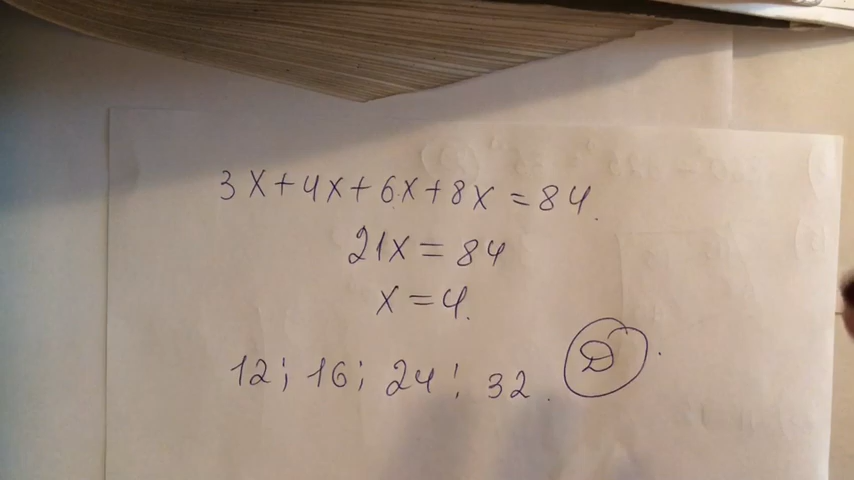 3x+4x+6x+8x=84.
21x=84
x=4.
12; 16; 24; 32. D.